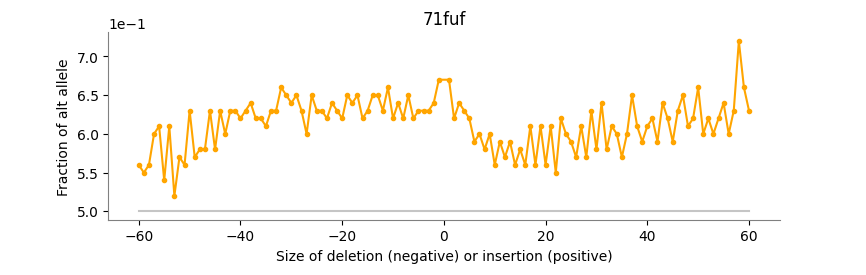 71fuf
1e−1
7.0
6.5
6.0
5.5
5.0
Fraction of alt allele
−60 −40 −20 0 20 40 60
Size of deletion (negative) or insertion (positive)